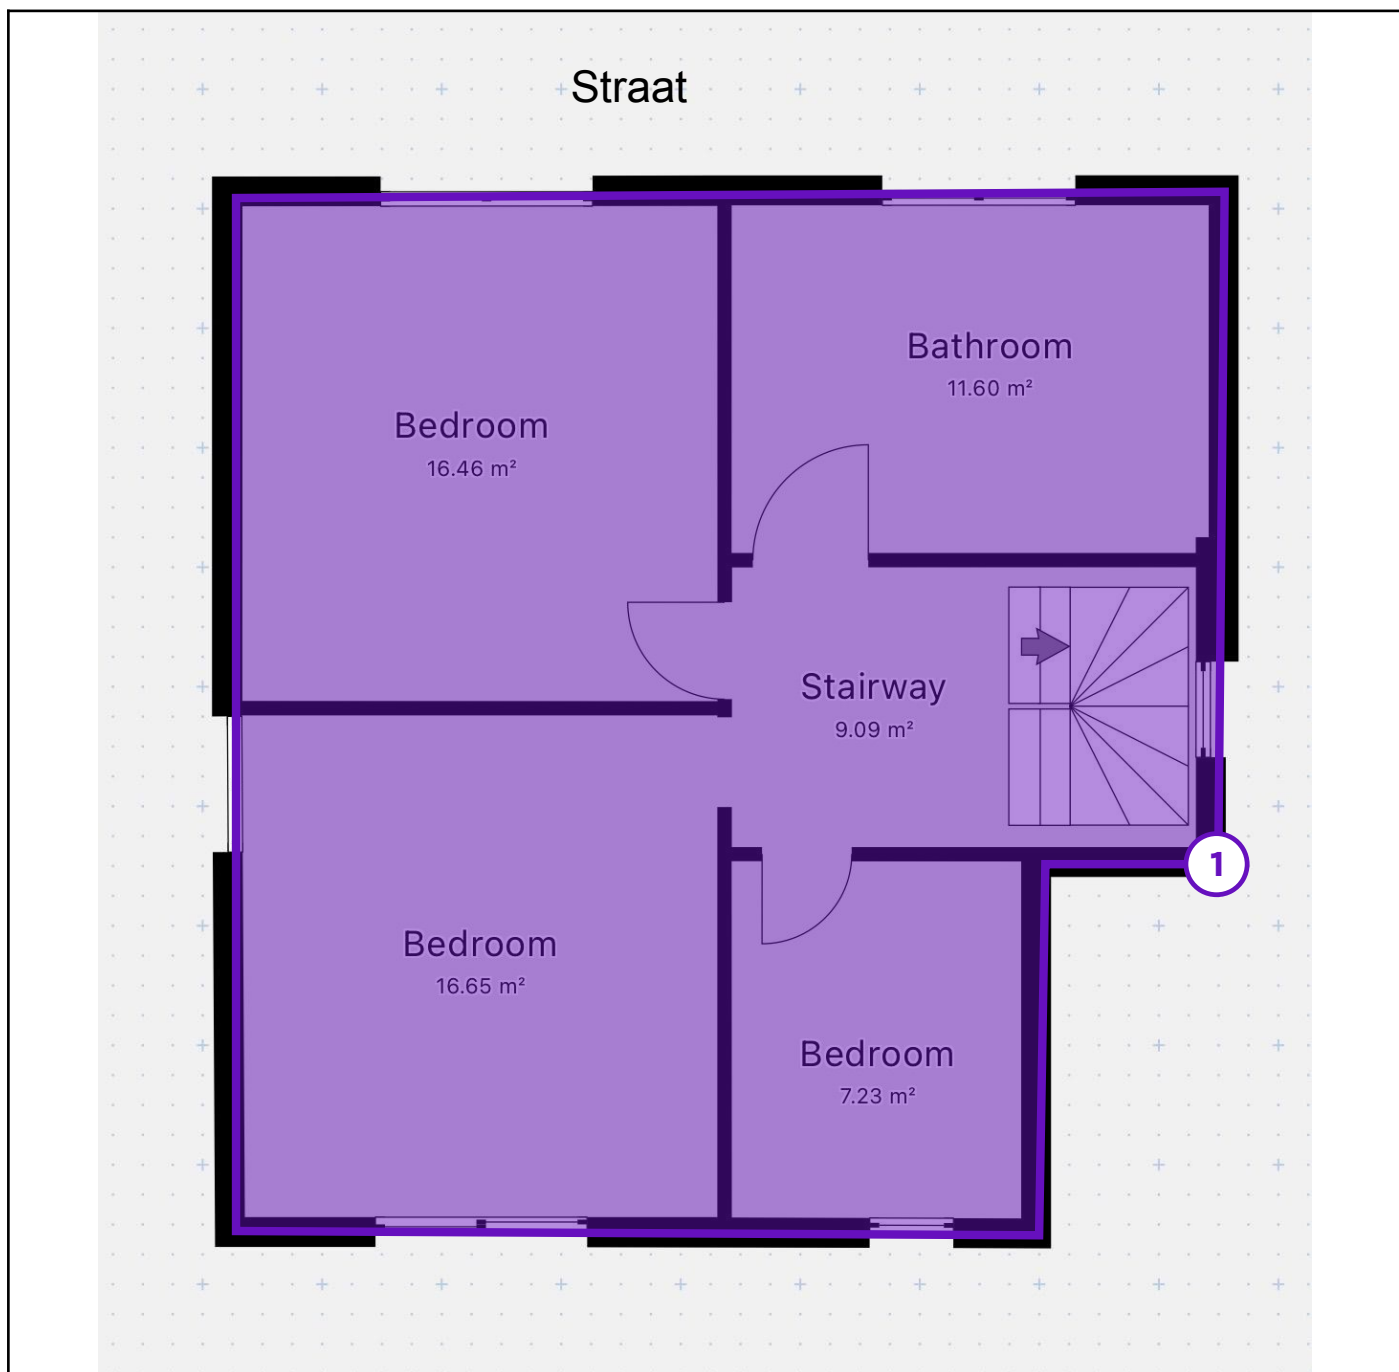 Straat
Bathroom
11.60 m²
Bedroom
16.46 m²
Stairway
9.09 m²
1
Bedroom
16.65 m²
Bedroom
7.23 m²